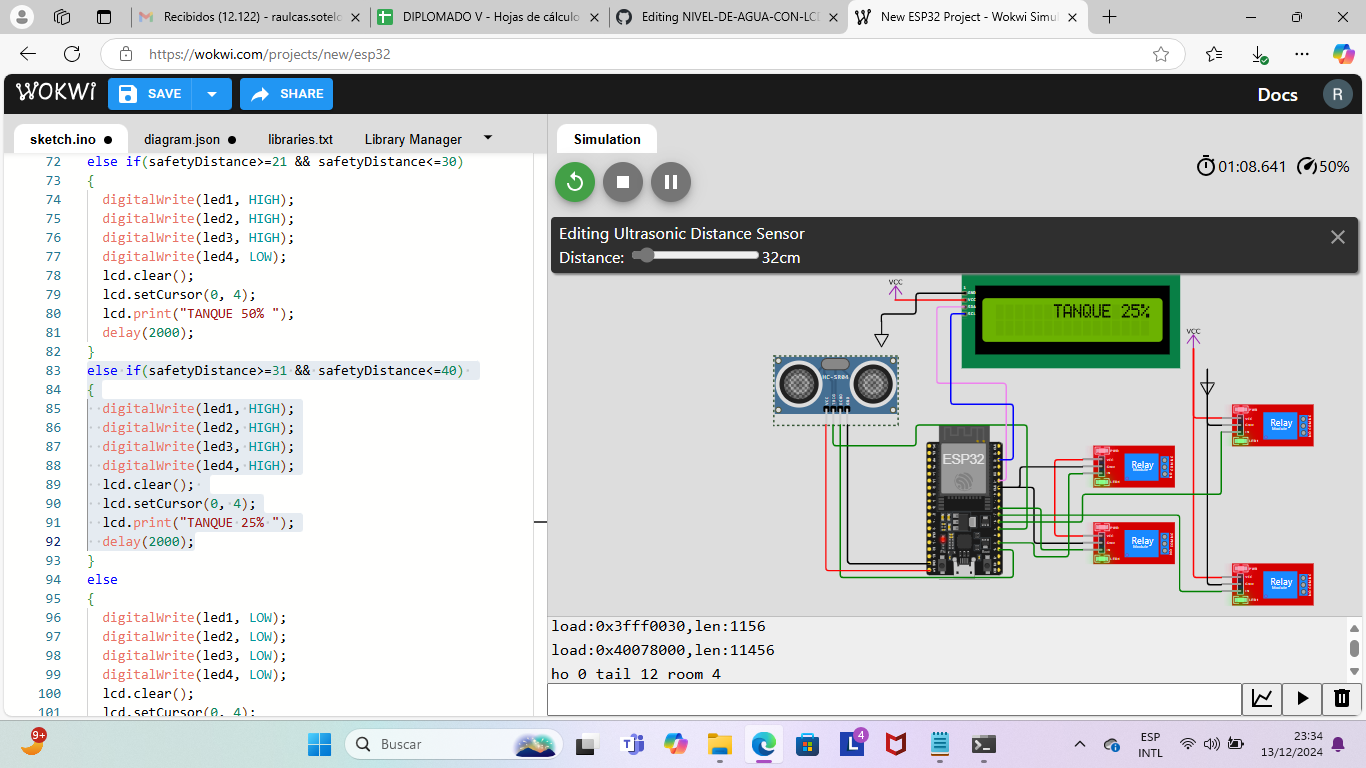 Recibidos (12.122) - raulcas.sotelo
DIPLOMADO V - Hojas de cálculo
Editing NIVEL-DE-AGUA-CON-LCD
New ESP32 Project - Wokwi Simul
https://wokwi.com/projects/new/esp32
WOKWI
SAVE
SHARE
Docs
R
sketch.ino
diagram.json
libraries.txt
Library Manager
Simulation
72 else if(safetyDistance>=21 && safetyDistance<=30)
73 {
74 digitalWrite(led1, HIGH);
75 digitalWrite(led2, HIGH);
76 digitalWrite(led3, HIGH);
77 digitalWrite(led4, LOW);
78 lcd.clear();
79 lcd.setCursor(0, 4);
80 lcd.print("TANQUE 50% ");
81 delay(2000);
82 }
83 else if(safetyDistance>=31 && safetyDistance<=40)
84 {
85 digitalWrite(led1, HIGH);
86 digitalWrite(led2, HIGH);
87 digitalWrite(led3, HIGH);
88 digitalWrite(led4, HIGH);
89 lcd.clear();
90 lcd.setCursor(0, 4);
91 lcd.print("TANQUE 25% ");
92 delay(2000);
93 }
94 else
95 {
96 digitalWrite(led1, LOW);
97 digitalWrite(led2, LOW);
98 digitalWrite(led3, LOW);
99 digitalWrite(led4, LOW);
100 lcd.clear();
101 lcd.setCursor(0, 4);
01:08.641
50%
Editing Ultrasonic Distance Sensor
Distance: 32cm
VCC
TANQUE 25%
VCC
HC-SR04
ESP32
Relay
Module
Relay
Module
Relay
Module
Relay
Module
load:0x3fff0030,len:1156
load:0x40078000,len:11456
ho 0 tail 12 room 4
9+
Buscar
4
ESP
INTL
23:34
13/12/2024